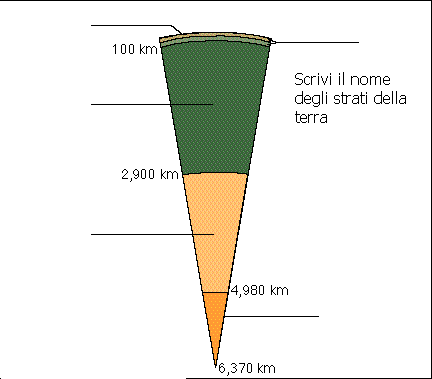 100 km
Scrivi il nome
degli strati della
terra
2,900 km
4,980 km
6,370 km